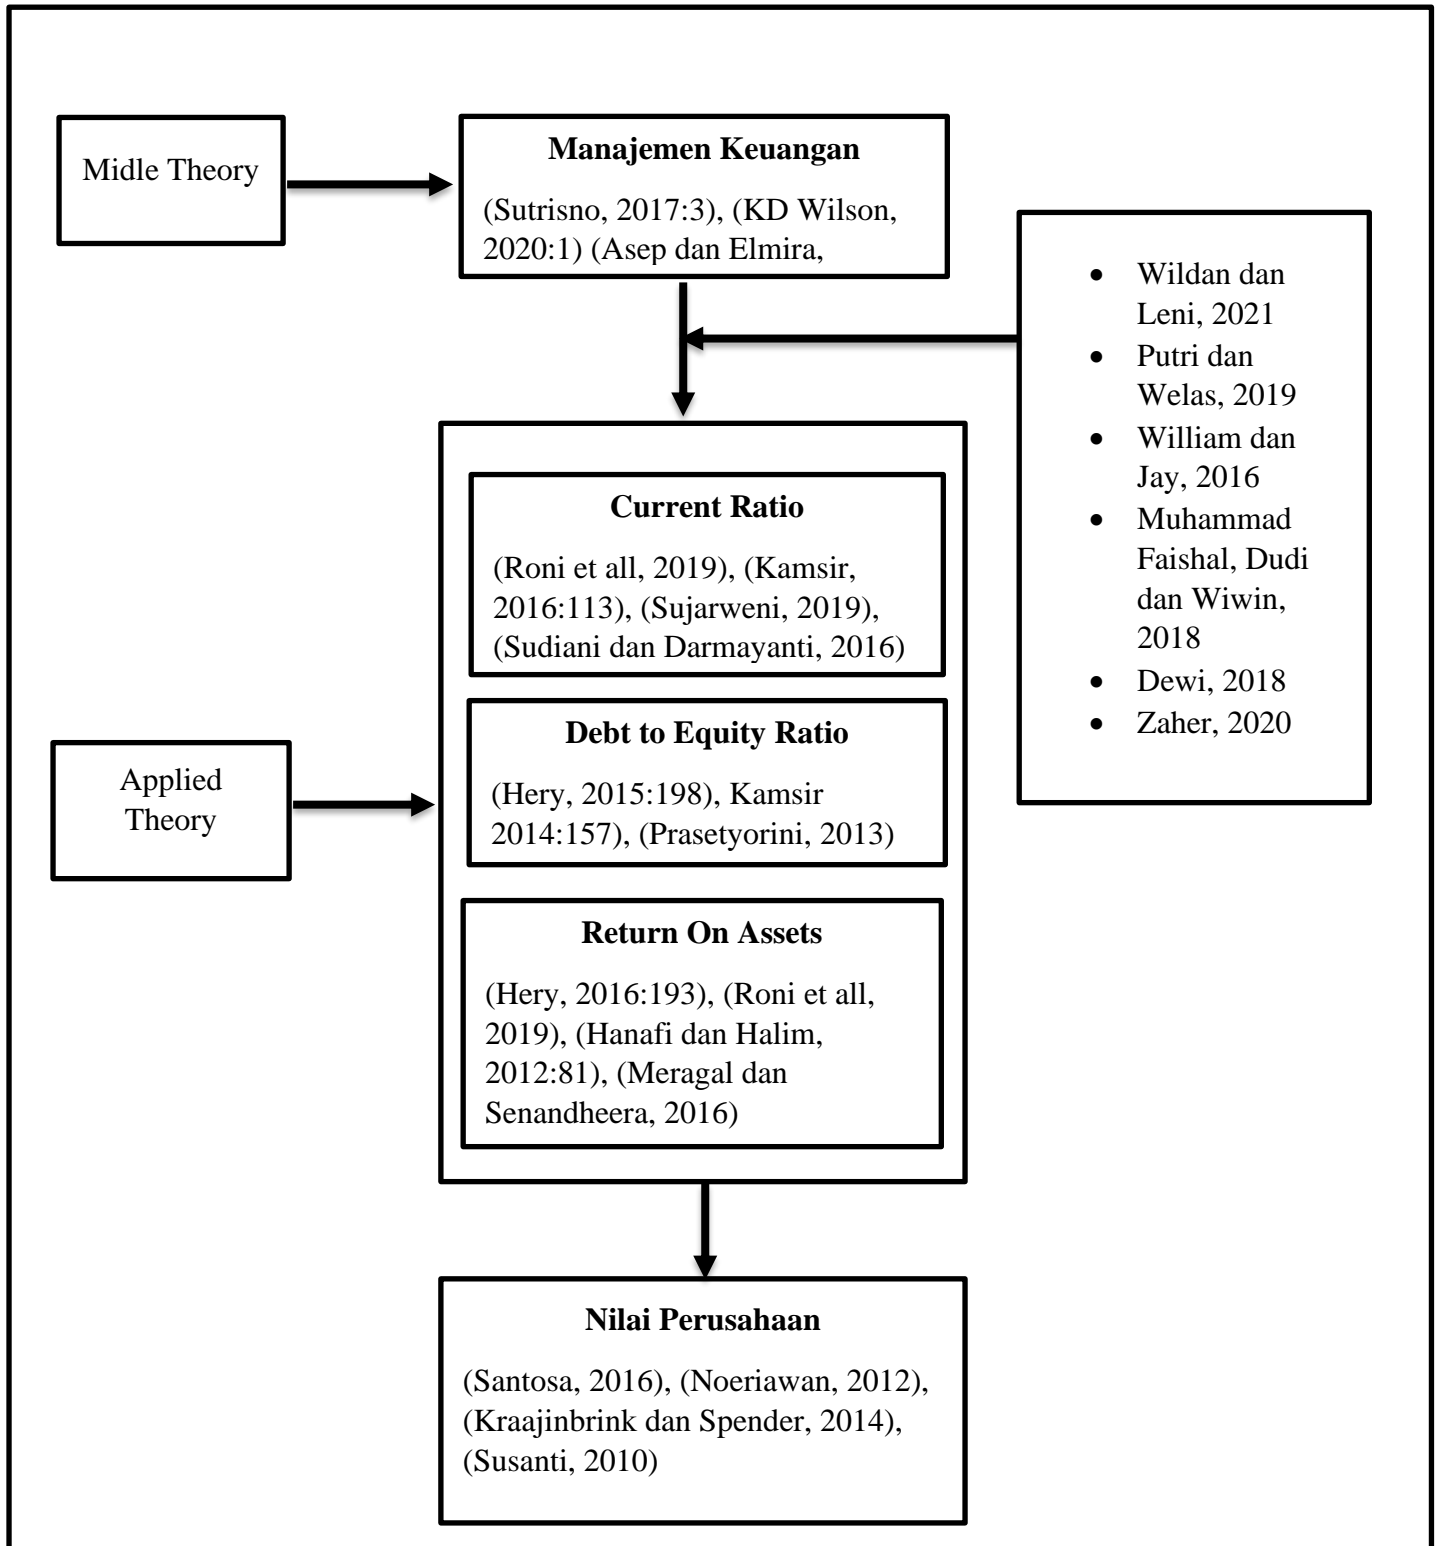 Midle Theory
Manajemen Keuangan
(Sutrisno, 2017:3), (KD Wilson,
2020:1) (Asep dan Elmira,
• Wildan dan
Leni, 2021
• Putri dan
Welas, 2019
• William dan
Jay, 2016
• Muhammad
Faishal, Dudi
dan Wiwin,
2018
• Dewi, 2018
• Zaher, 2020
Current Ratio
(Roni et all, 2019), (Kamsir,
2016:113), (Sujarweni, 2019),
(Sudiani dan Darmayanti, 2016)
Applied
Theory
Debt to Equity Ratio
(Hery, 2015:198), Kamsir
2014:157), (Prasetyorini, 2013)
Return On Assets
(Hery, 2016:193), (Roni et all,
2019), (Hanafi dan Halim,
2012:81), (Meragal dan
Senandheera, 2016)
Nilai Perusahaan
(Santosa, 2016), (Noeriawan, 2012),
(Kraajinbrink dan Spender, 2014),
(Susanti, 2010)